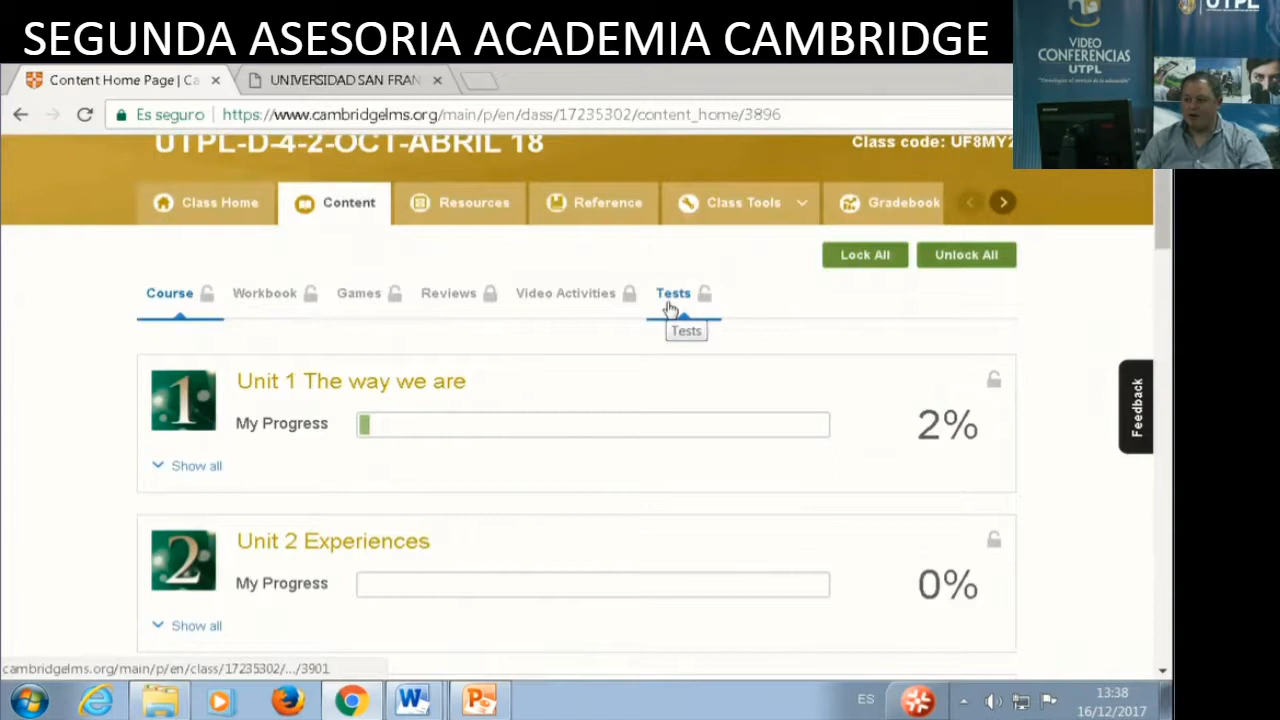 SEGUNDA ASESORIA ACADEMIA CAMBRIDGE
UTPL
VIDEO
CONFERENCIAS
UTPL
Content Home Page | Ca
UNIVERSIDAD SAN FRAN
Es seguro
https://www.cambridgelms.org/main/p/en/class/17235302/content_home/3896
UTPL-D-4-2-OCT-ABRIL 18
Class code: UF8MY2
Class Home
Content
Resources
Reference
Class Tools
Gradebook
Lock All
Unlock All
Course
Workbook
Games
Reviews
Video Activities
Tests
Tests
1
Unit 1 The way we are
My Progress
2%
Show all
Feedback
2
Unit 2 Experiences
My Progress
0%
Show all
cambridgelms.org/main/p/en/class/17235302/.../3901
ES
13:38
16/12/2017